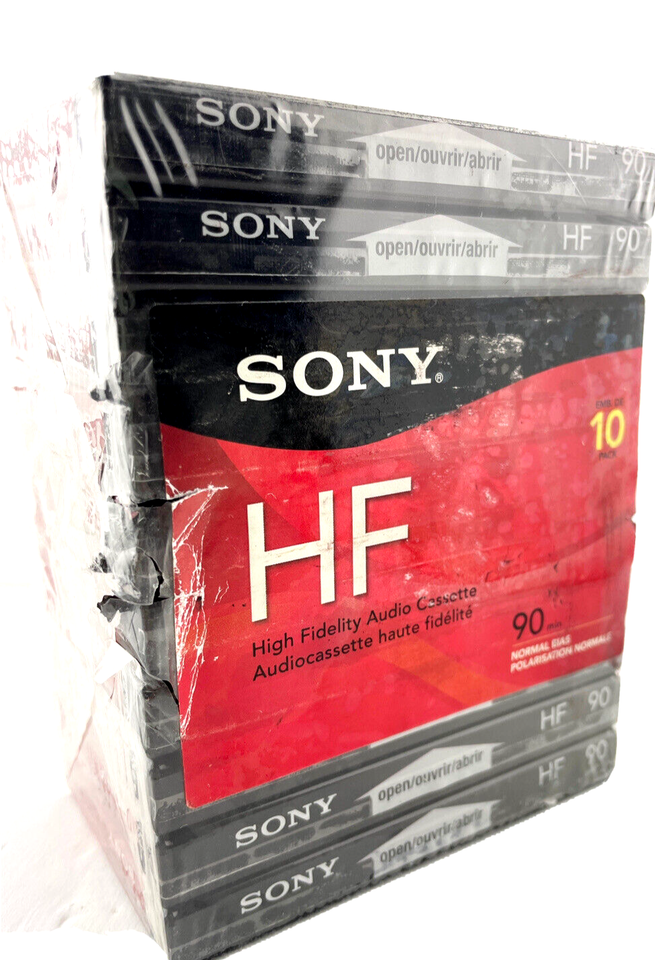 SONY open/ouvrir/abrir HF 90
SONY open/ouvrir/abrir HF 90
SONY®
EMB. DE
10
PACK
HF
High Fidelity Audio Cassette
Audiocassette haute fidélité
90 min
NORMAL BIAS
POLARISATION NORMALE
SONY open/ouvrir/abrir HF 90
SONY open/ouvrir/abrir HF 90